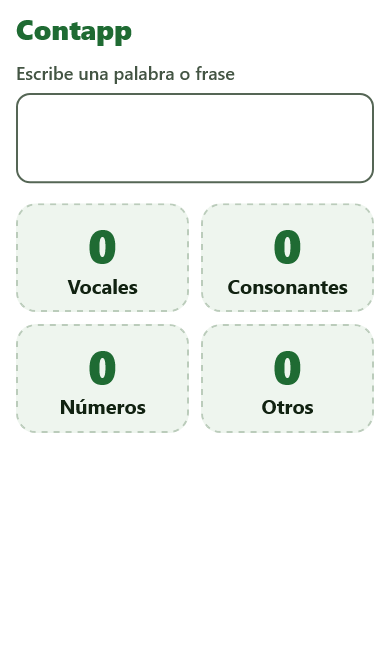 Contapp
Escribe una palabra o frase
0
Vocales
0
Consonantes
0
Números
0
Otros